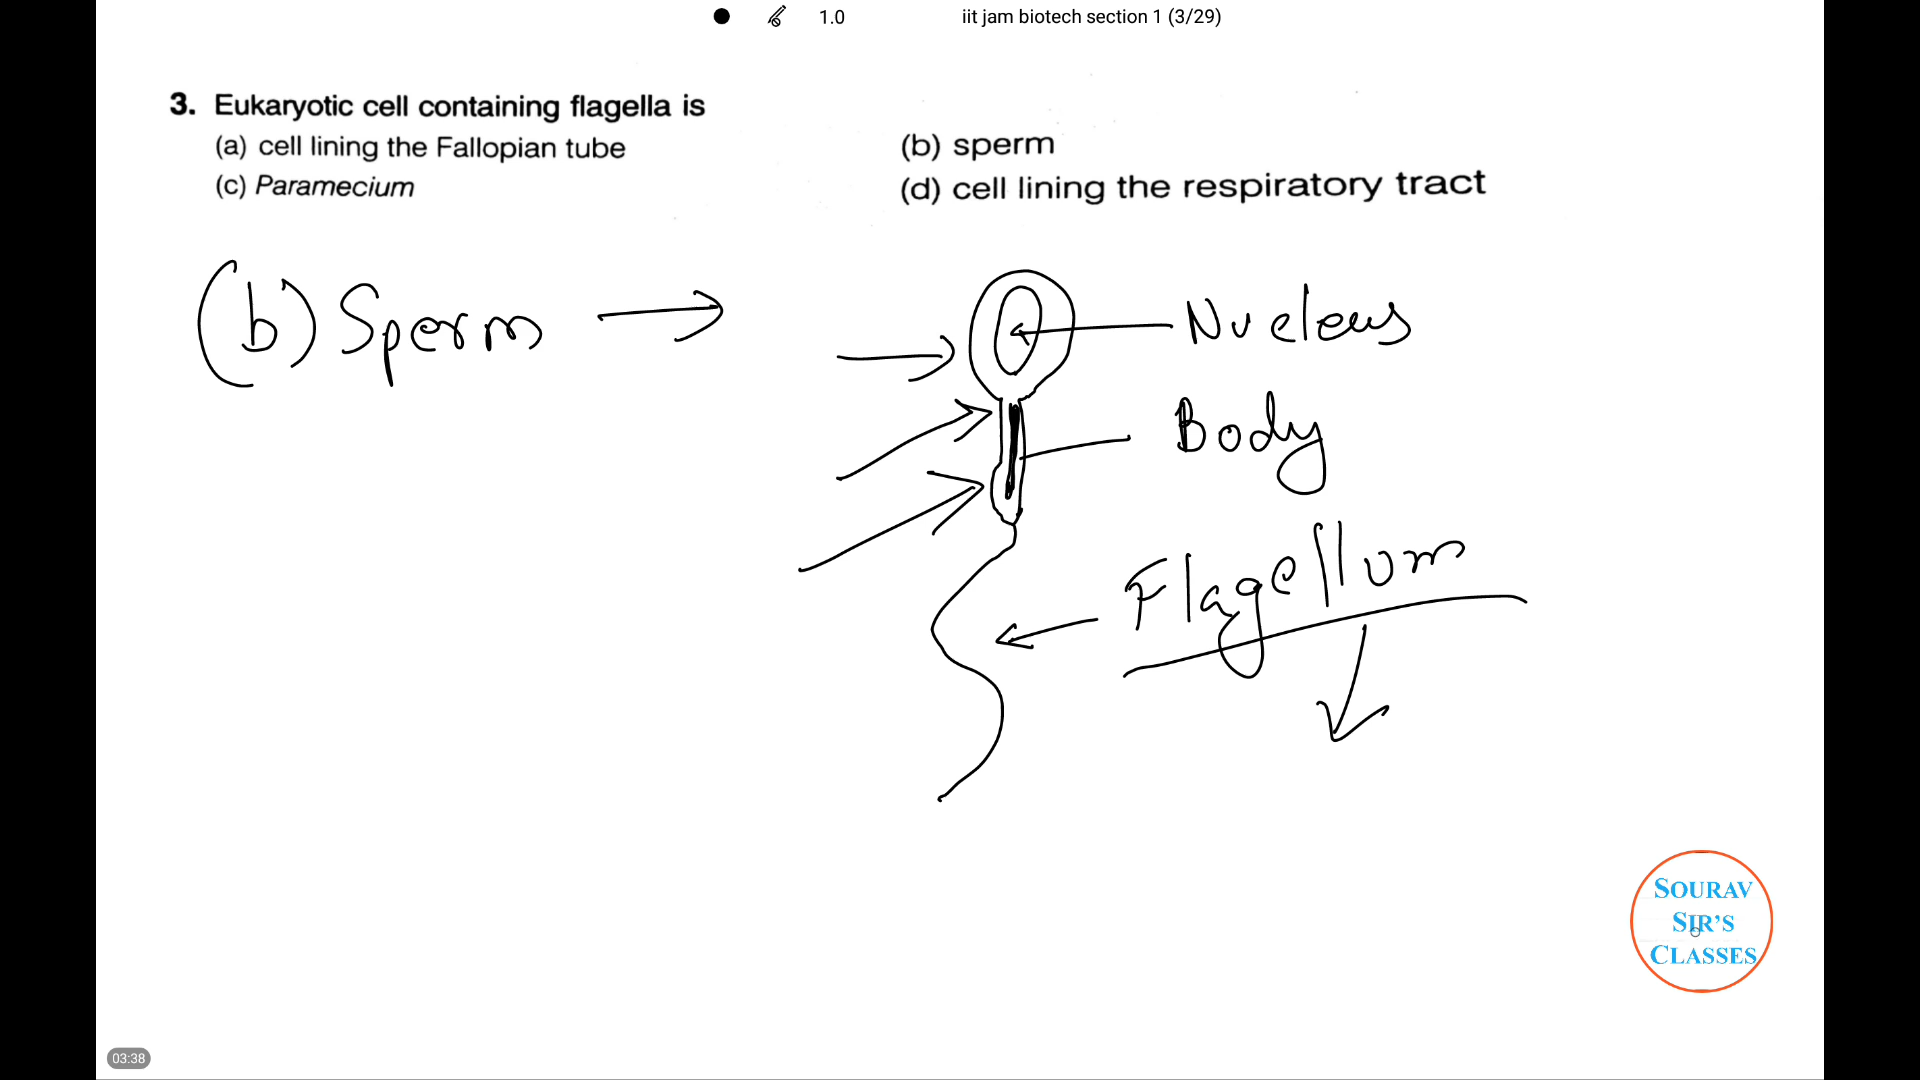 1.0 iit jam biotech section 1 (3/29)
3. Eukaryotic cell containing flagella is
(a) cell lining the Fallopian tube (b) sperm
(c) Paramecium (d) cell lining the respiratory tract
(b) Sperm
Nucleus
Body
Flagellum
SOURAV
SIR'S
CLASSES
03:38